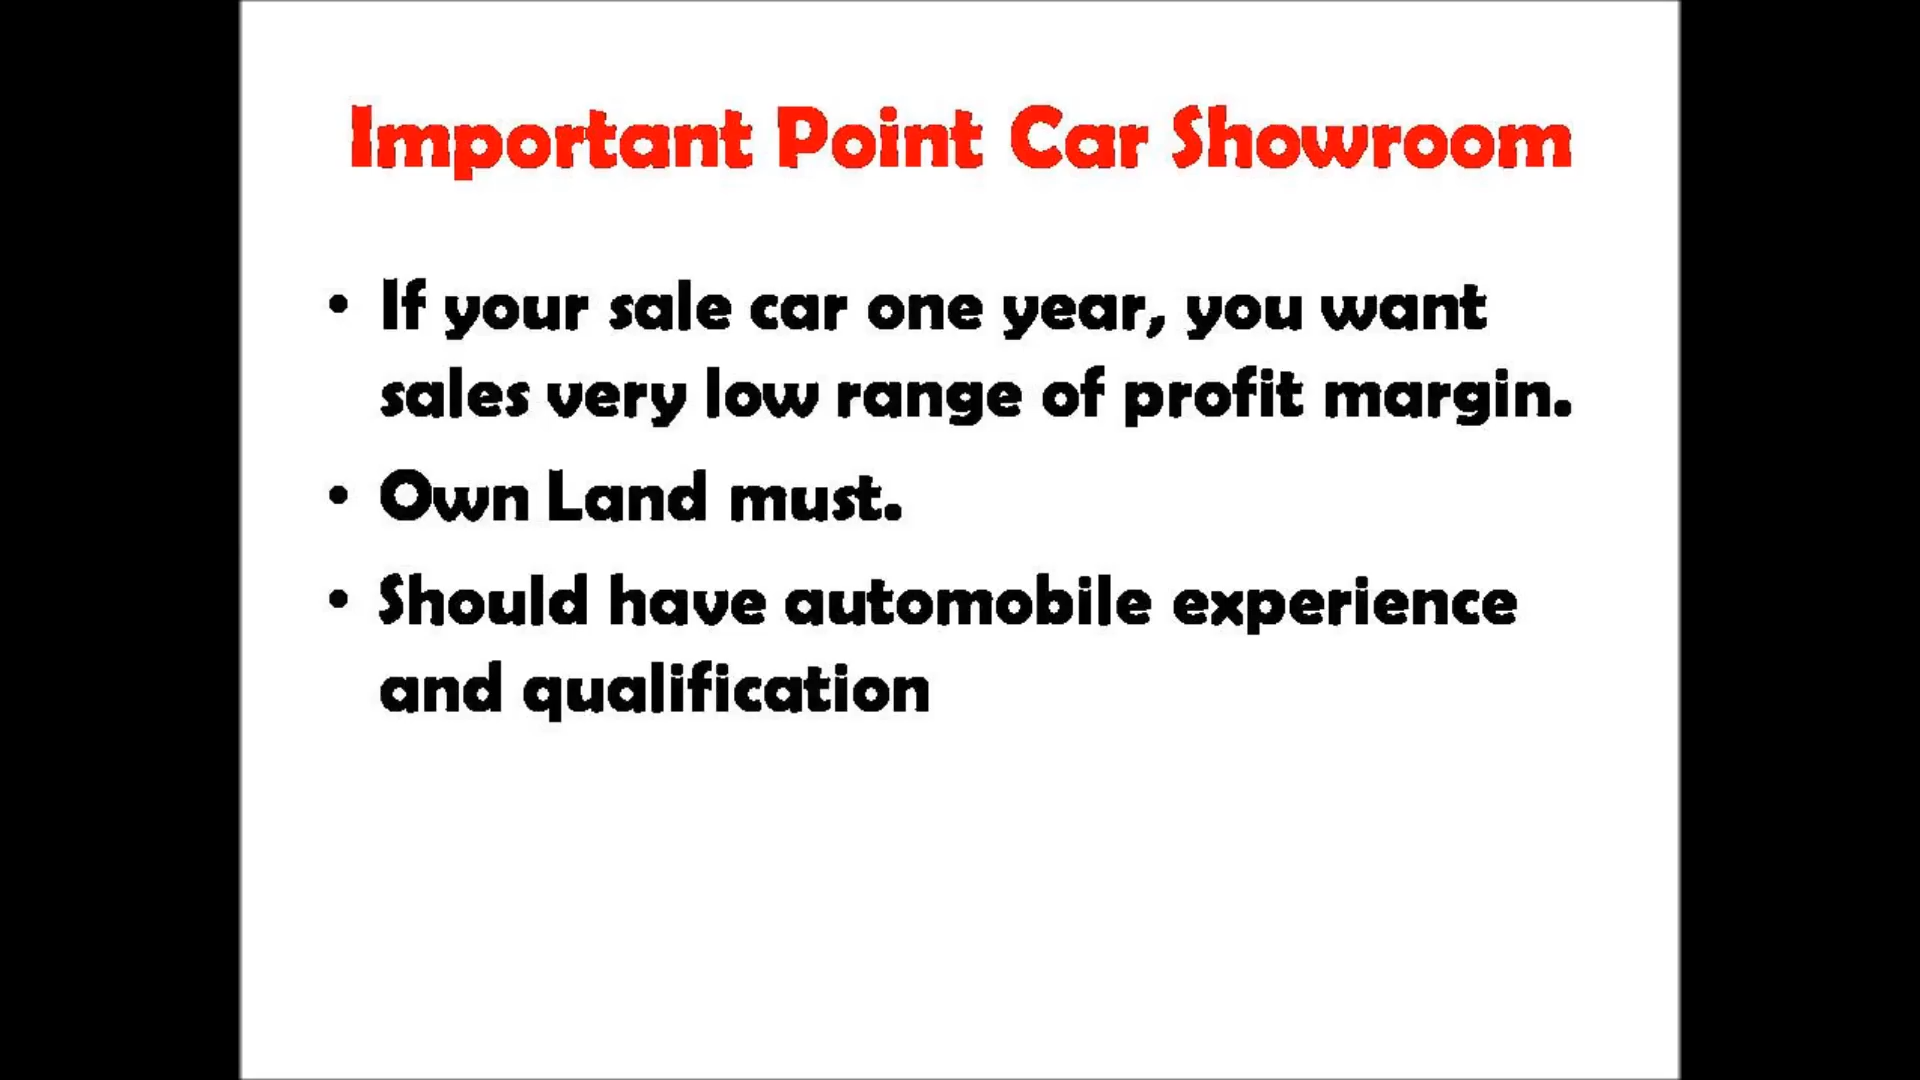 Important Point Car Showroom
• If your sale car one year, you want
sales very low range of profit margin.
• Own Land must.
• Should have automobile experience
and qualification